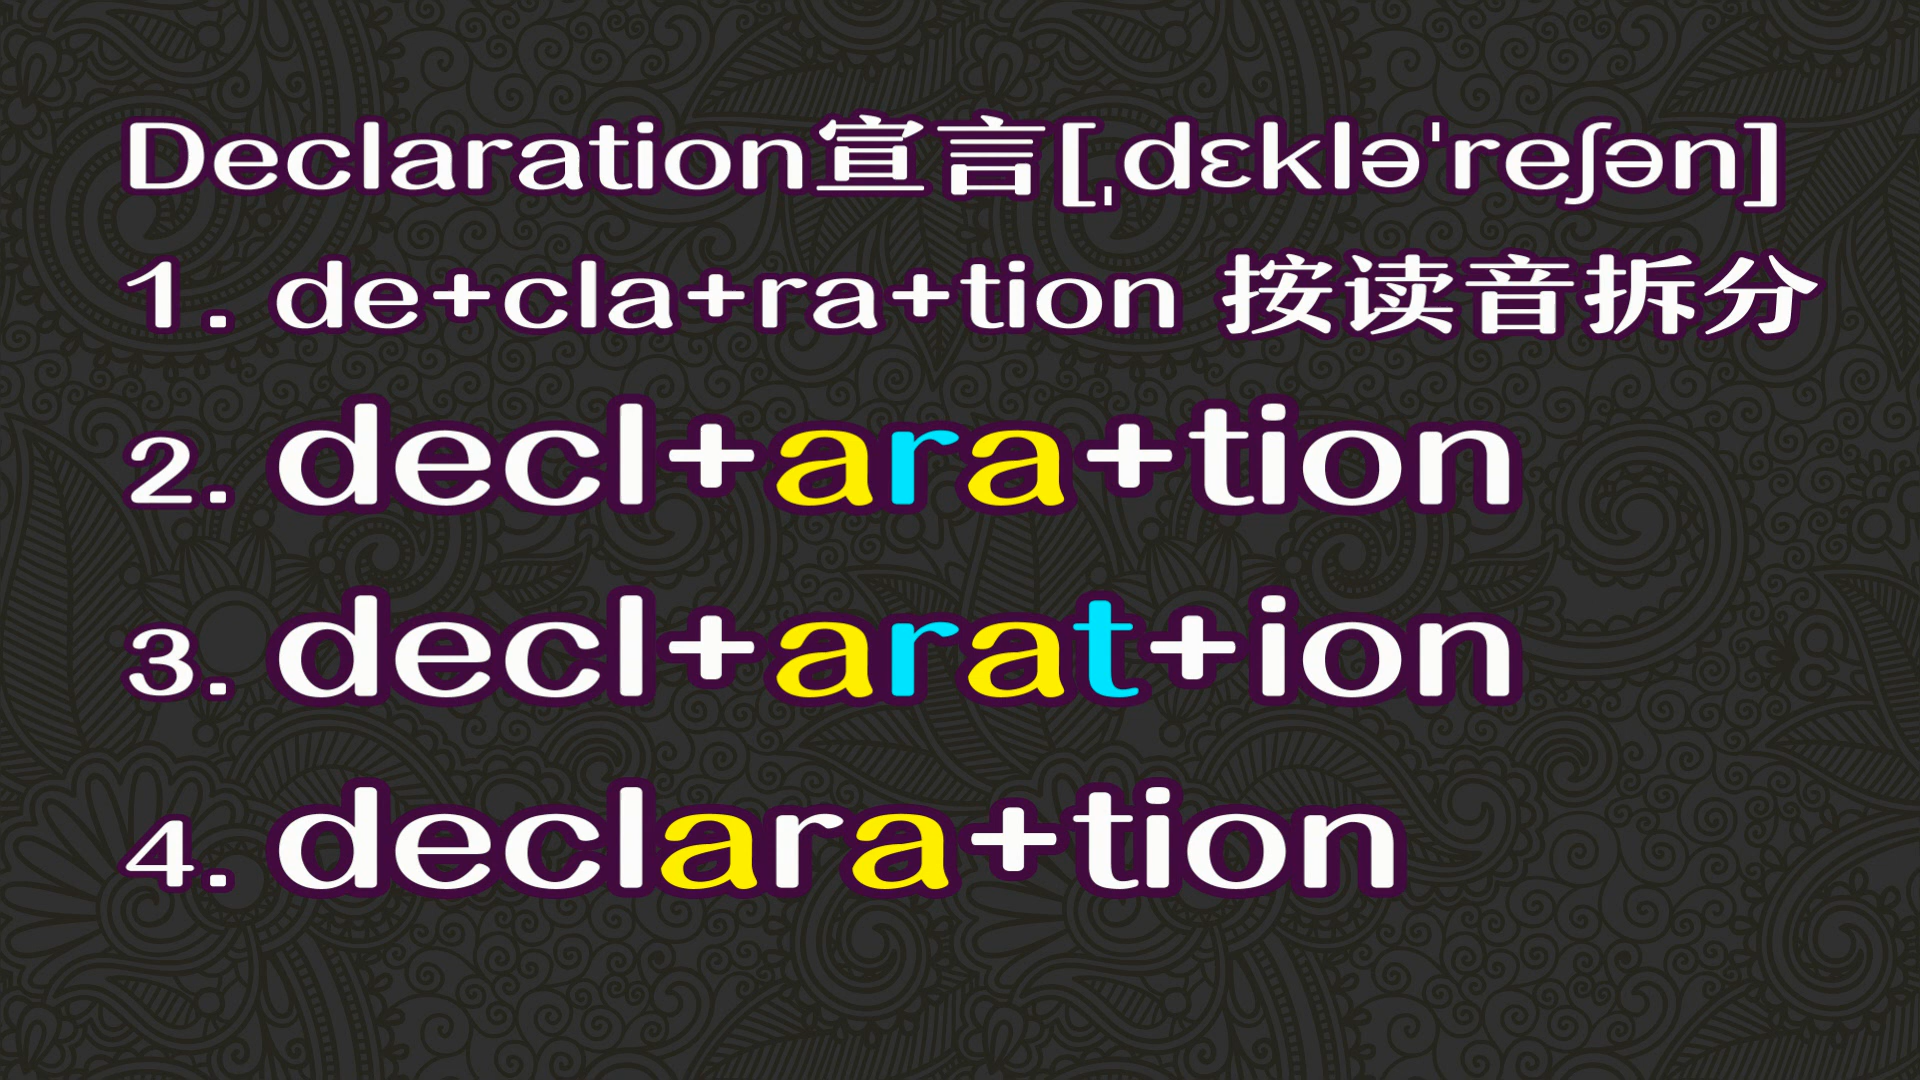 Declaration宣言[ˌdɛkləˈreʃən]
1. de+cla+ra+tion 按读音拆分
2. decl+ara+tion
3. decl+arat+ion
4. declara+tion